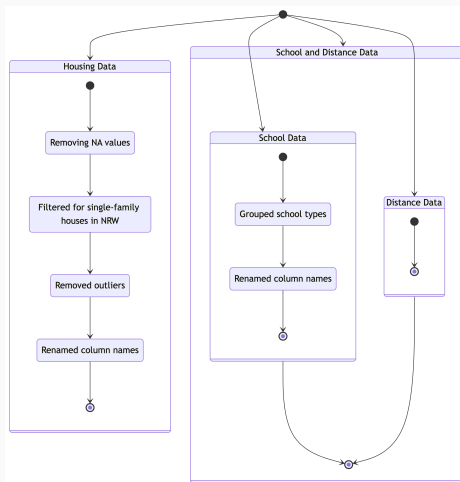 Housing Data
Removing NA values
Filtered for single-family
houses in NRW
Removed outliers
Renamed column names
School and Distance Data
School Data
Grouped school types
Renamed column names
Distance Data